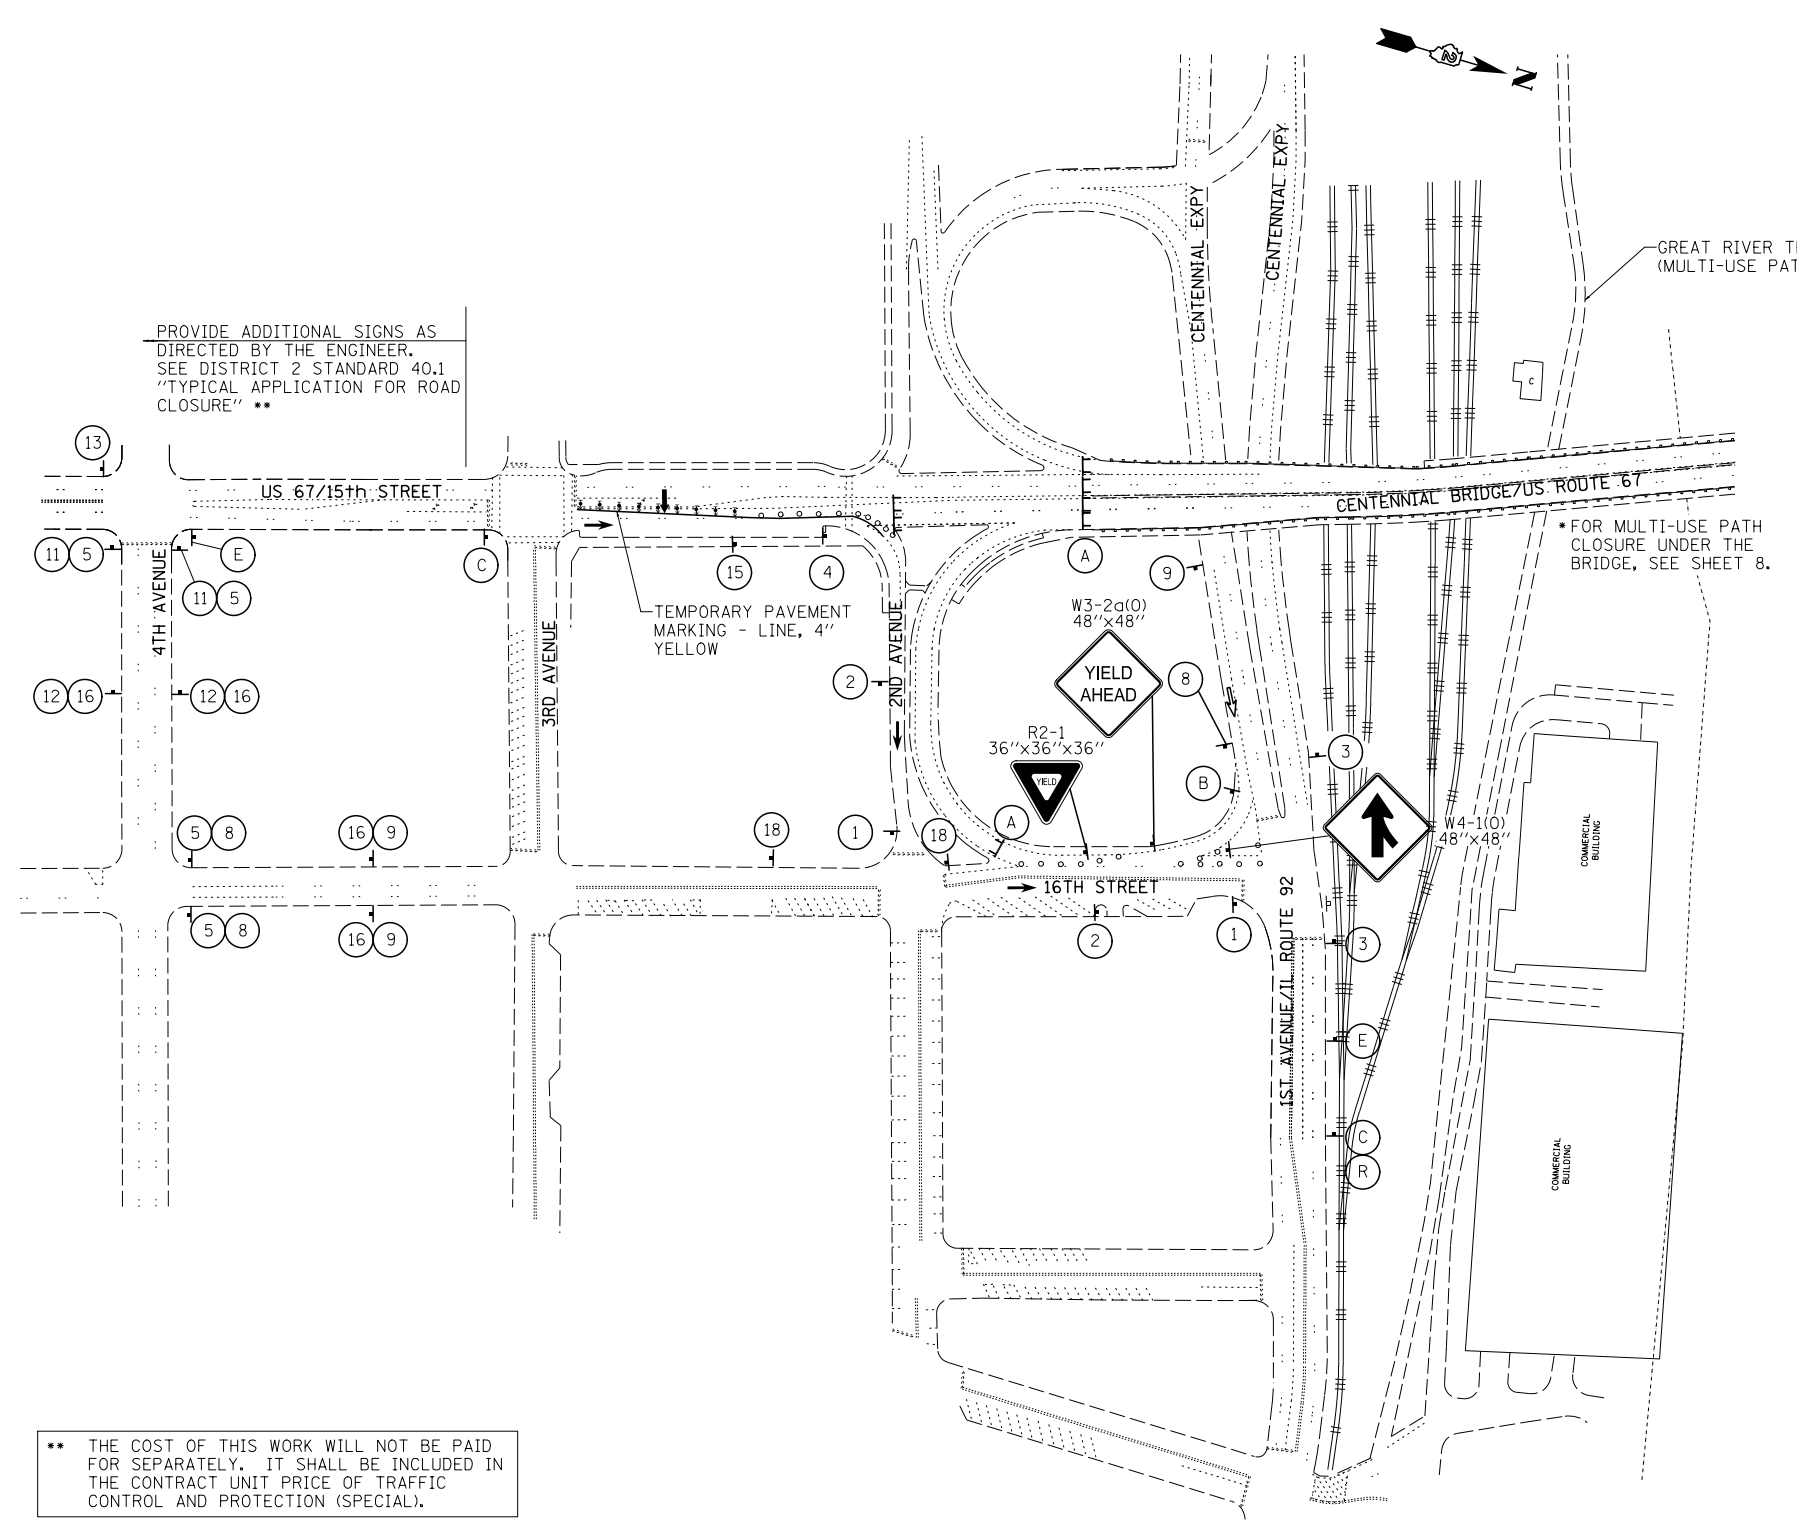 N
2
CENTENNIAL EXPY
CENTENNIAL EXPY
GREAT RIVER
(MULTI-USE
PROVIDE ADDITIONAL SIGNS AS
DIRECTED BY THE ENGINEER.
SEE DISTRICT 2 STANDARD 40.1
"TYPICAL APPLICATION FOR ROAD
CLOSURE" **
C
13
US 67/15th STREET
CENTENNIAL BRIDGE/US ROUTE 67
*FOR MULTI-USE PATH
CLOSURE UNDER THE
BRIDGE, SEE SHEET 8.
11 5
E
C
15
4
A
9
11 5
4TH AVENUE
3RD AVENUE
2ND AVENUE
TEMPORARY PAVEMENT
MARKING - LINE, 4"
YELLOW
W3-2a(O)
48"x48"
YIELD
AHEAD
12 16
12 16
2
8
R2-1
36"x36"x36"
YIELD
3
B
5 8
16 9
18
1
18
A
W4-1(O)
48"x48"
COMMERCIAL
BUILDING
16TH STREET
P
5 8
16 9
2
1
3
1ST AVENUE/IL ROUTE 92
E
C
R
COMMERCIAL
BUILDING
** THE COST OF THIS WORK WILL NOT BE PAID
FOR SEPARATELY. IT SHALL BE INCLUDED IN
THE CONTRACT UNIT PRICE OF TRAFFIC
CONTROL AND PROTECTION (SPECIAL).